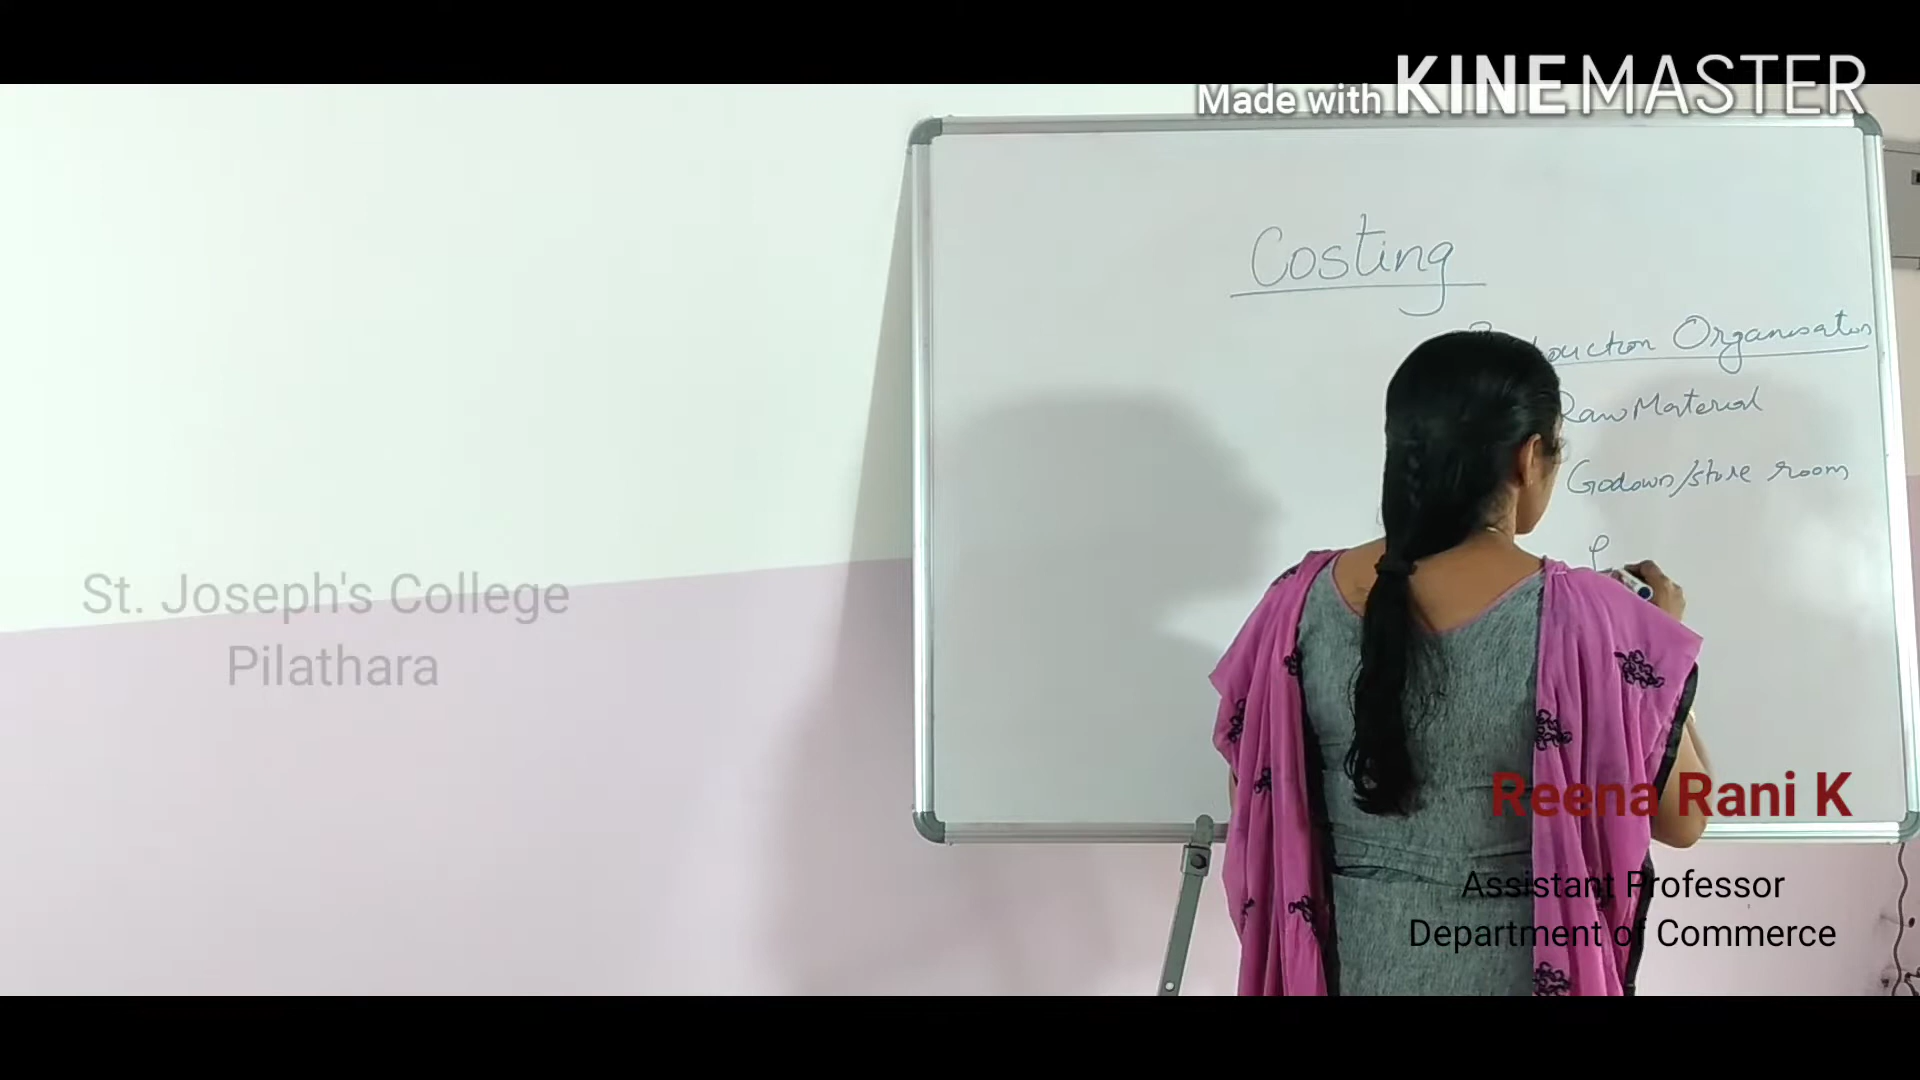 Made with KINEMASTER
Costing
Organisation
Raw Material
Godown/store room
St. Joseph's College
Pilathara
Reena Rani K
Assistant Professor
Department of Commerce